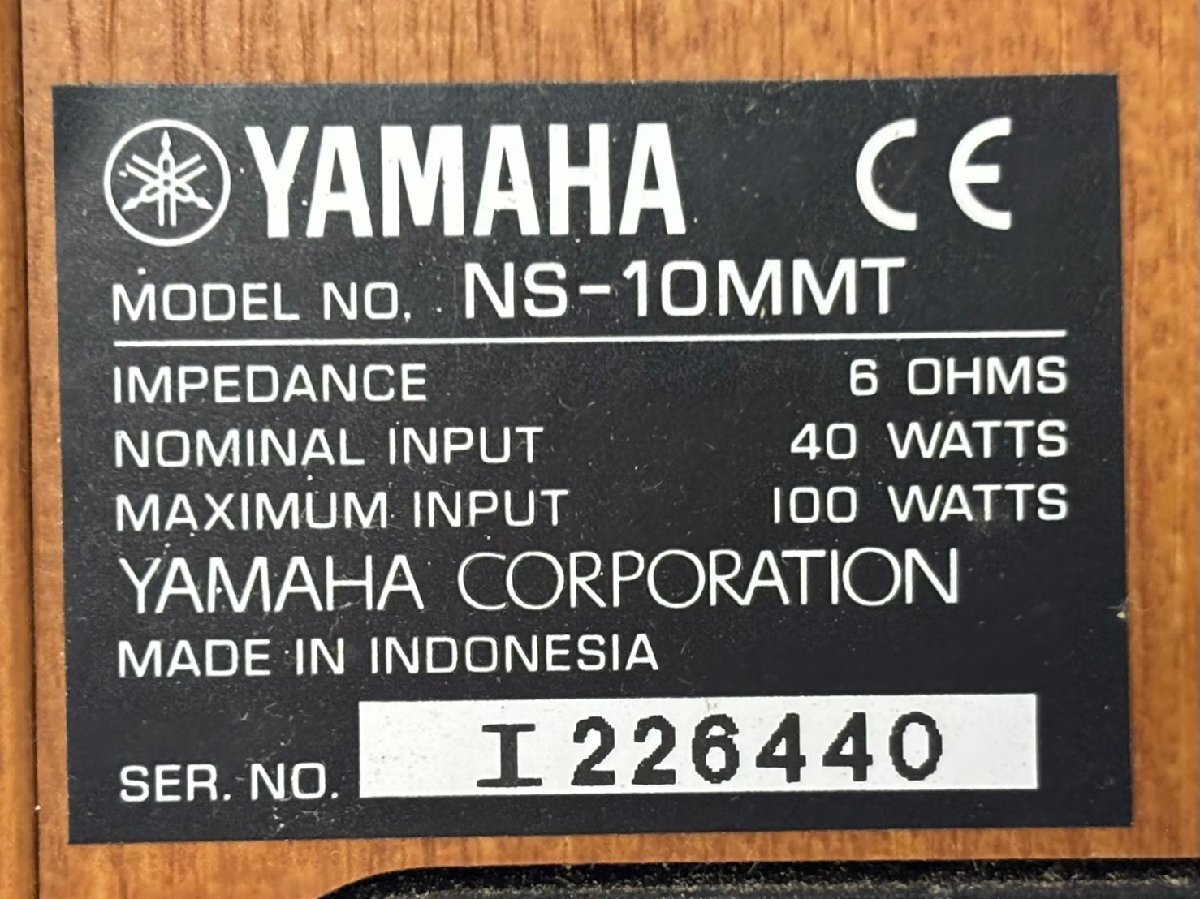 YAMAHA CE
MODEL NO. NS-10MMT
IMPEDANCE 6 OHMS
NOMINAL INPUT 40 WATTS
MAXIMUM INPUT 100 WATTS
YAMAHA CORPORATION
MADE IN INDONESIA
SER. NO. I226440